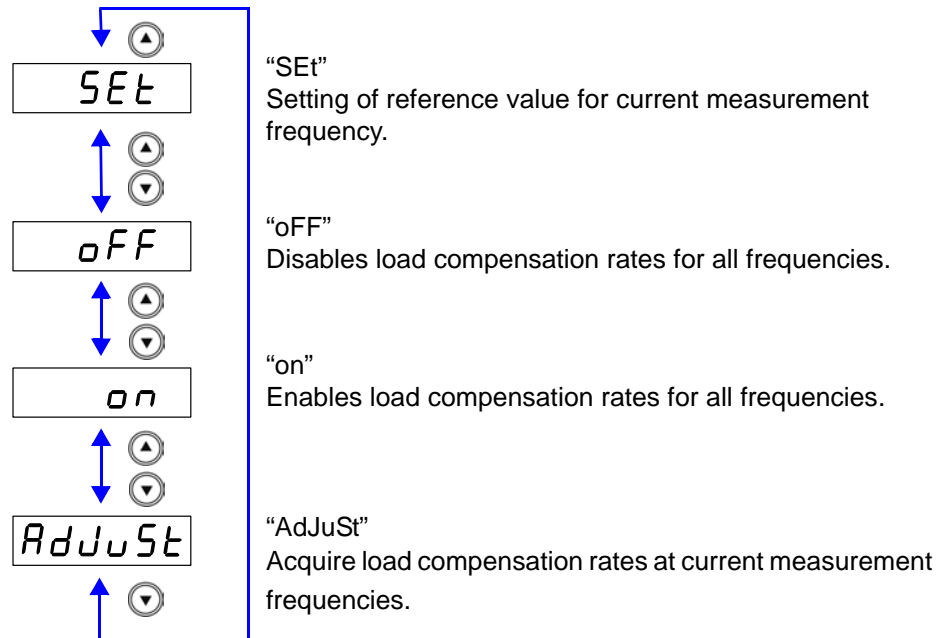 SEt
“SEt”
Setting of reference value for current measurement
frequency.
oFF
“oFF”
Disables load compensation rates for all frequencies.
on
“on”
Enables load compensation rates for all frequencies.
AdJuSt
“AdJuSt”
Acquire load compensation rates at current measurement
frequencies.